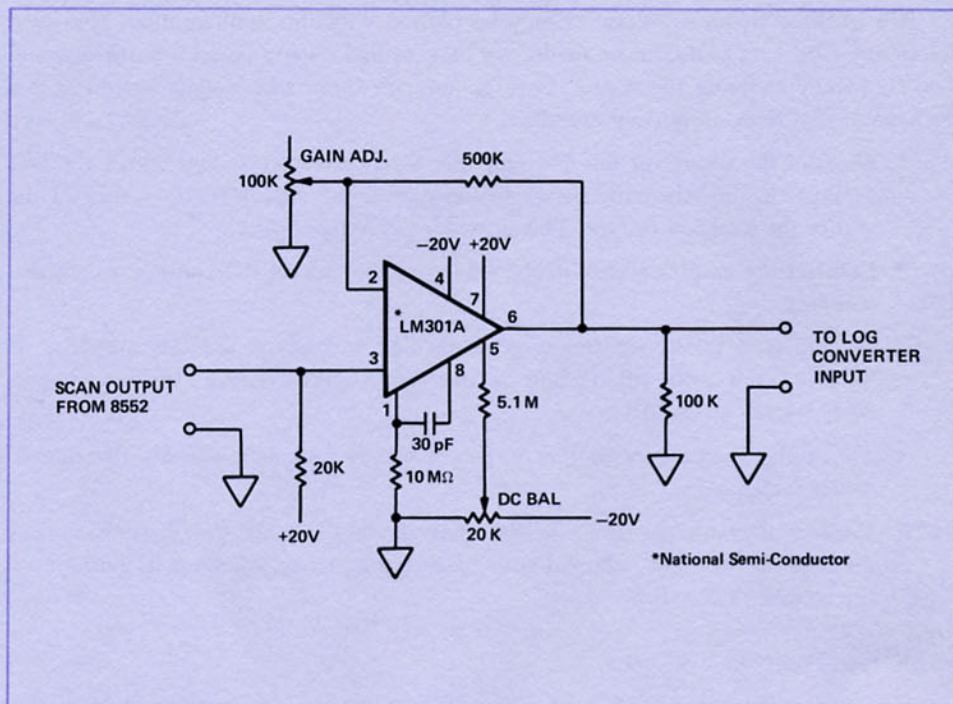 GAIN ADJ.
100K
500K
−20V +20V
2
4
7
*
LM301A
6
5
3
8
1
SCAN OUTPUT
FROM 8552
TO LOG
CONVERTER
INPUT
5.1 M
100 K
30 pF
20K
10 MΩ
+20V
DC BAL
20 K
−20V
*National Semi-Conductor